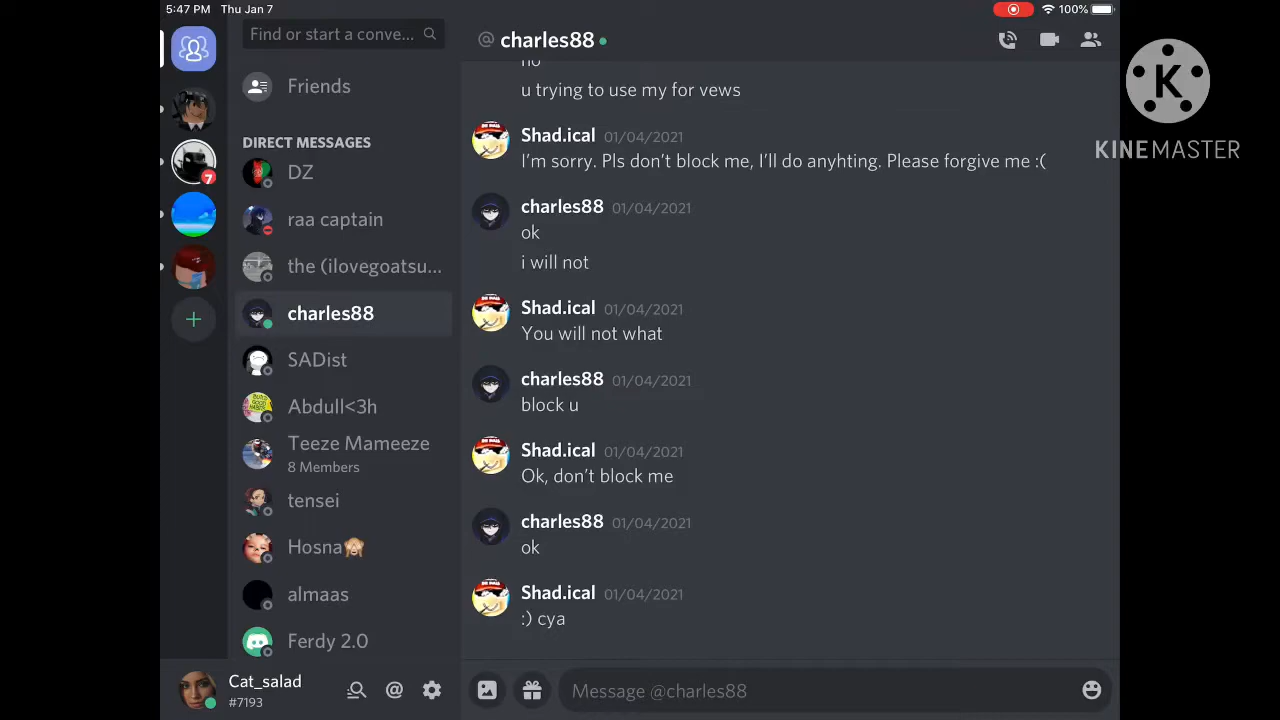 5:47 PM Thu Jan 7
100%
Find or start a conve...
Friends
DIRECT MESSAGES
DZ
raa captain
the (ilovegoatsu...
charles88
SADist
Abdull<3h
Teeze Mameeze
8 Members
tensei
Hosna🙈
almaas
Ferdy 2.0
Cat_salad
#7193
7
@ charles88
no
u trying to use my for vews
Shad.ical 01/04/2021
I'm sorry. Pls don't block me, I'll do anyhting. Please forgive me :(
charles88 01/04/2021
ok
i will not
Shad.ical 01/04/2021
You will not what
charles88 01/04/2021
block u
Shad.ical 01/04/2021
Ok, don't block me
charles88 01/04/2021
ok
Shad.ical 01/04/2021
:) cya
Message @charles88
K
KINEMASTER